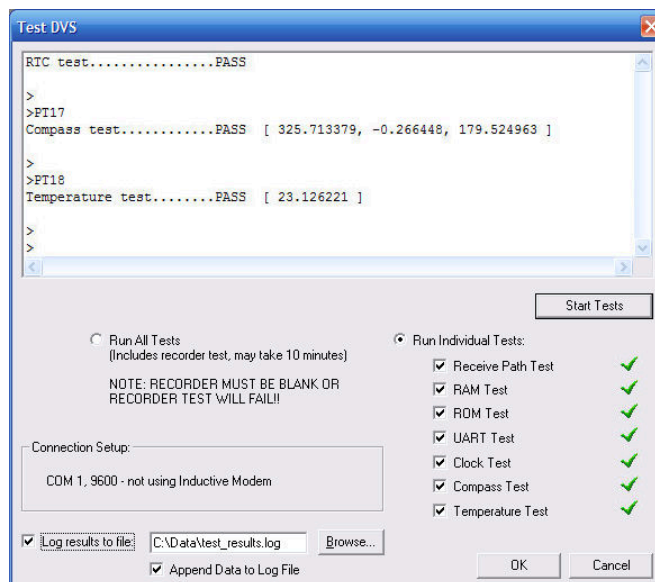 Test DVS
RTC test................PASS
>
>PT17
Compass test............PASS [ 325.713379, -0.266448, 179.524963 ]
>
>PT18
Temperature test........PASS [ 23.126221 ]
>
>
Start Tests
Run All Tests
(Includes recorder test, may take 10 minutes)
NOTE: RECORDER MUST BE BLANK OR
RECORDER TEST WILL FAIL!!
Run Individual Tests:
Receive Path Test
RAM Test
ROM Test
UART Test
Clock Test
Compass Test
Temperature Test
Connection Setup:
COM 1, 9600 - not using Inductive Modem
Log results to file: C:\Data\test_results.log Browse...
Append Data to Log File
OK Cancel